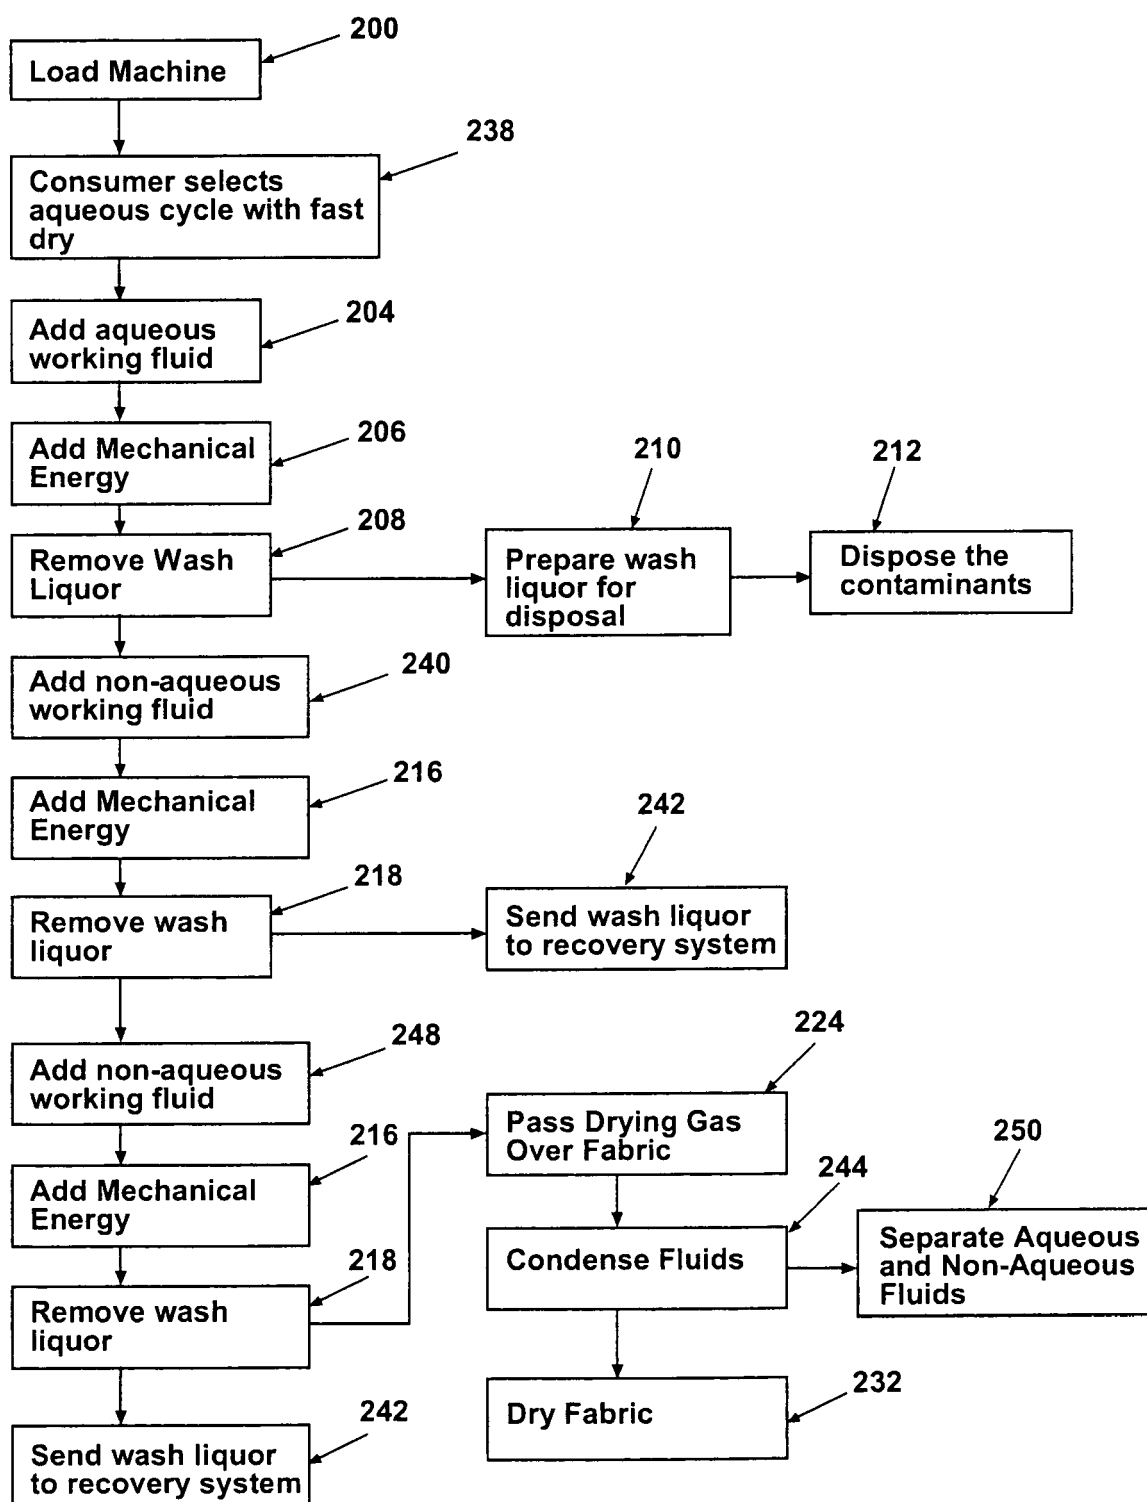 200
Load Machine
238
Consumer selects
aqueous cycle with fast
dry
204
Add aqueous
working fluid
206
Add Mechanical
Energy
208
Remove Wash
Liquor
210
Prepare wash
liquor for
disposal
212
Dispose the
contaminants
240
Add non-aqueous
working fluid
216
Add Mechanical
Energy
218
Remove wash
liquor
242
Send wash liquor
to recovery system
248
Add non-aqueous
working fluid
216
Add Mechanical
Energy
218
Remove wash
liquor
242
Send wash liquor
to recovery system
224
Pass Drying Gas
Over Fabric
244
Condense Fluids
250
Separate Aqueous
and Non-Aqueous
Fluids
232
Dry Fabric